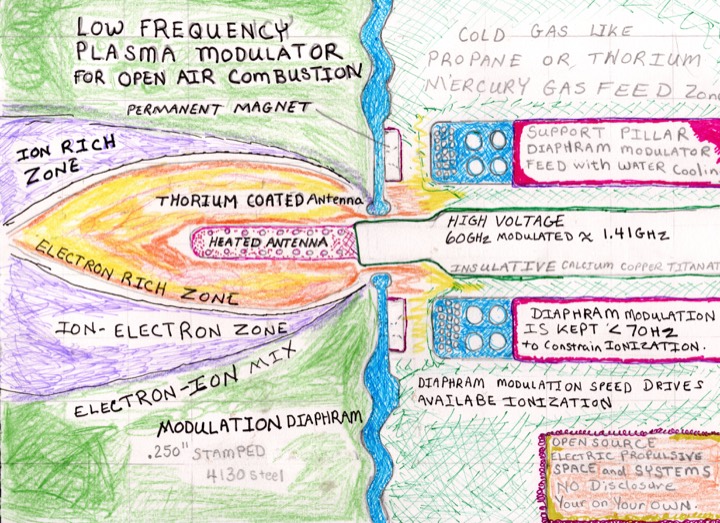 LOW FREQUENCY
PLASMA MODULATOR
FOR OPEN AIR COMBUSTION
PERMANENT MAGNET
COLD GAS LIKE
PROPANE OR THORIUM
MERCURY GAS FEED Zone
SUPPORT PILLAR
DIAPHRAM MODULATOR
FEED with WATER Cooling
ION RICH
ZONE
THORIUM COATED Antenna
HEATED ANTENNA
ELECTRON RICH ZONE
HIGH VOLTAGE
60GHz MODULATED ≈ 1.41GHz
INSULATIVE CALCIUM COPPER TITANAT
ION-ELECTRON ZONE
ELECTRON-ION MIX
DIAPHRAM MODULATION
IS KEPT < 70HZ
to Constrain IONIZATION.
DIAPHRAM MODULATION SPEED DRIVES
AVAILABE IONIZATION
MODULATION DIAPHRAM
.250" STAMPED
4130 Steel
OPEN SOURCE
ELECTRIC PROPULSIVE
SPACE and SYSTEMS
NO Disclosure
Your on Your OWN.